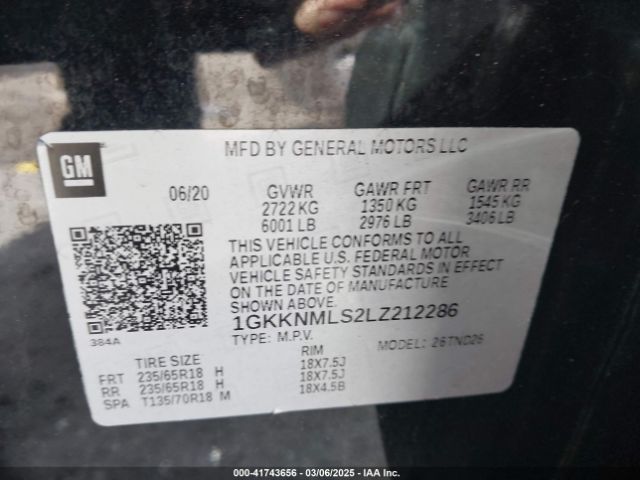 GM
MFD BY GENERAL MOTORS LLC
06/20 GVWR GAWR FRT GAWR RR
2722 KG 1350 KG 1545 KG
6001 LB 2976 LB 3406 LB
THIS VEHICLE CONFORMS TO ALL
APPLICABLE U.S. FEDERAL MOTOR
VEHICLE SAFETY STANDARDS IN EFFECT
ON THE DATE OF MANUFACTURE
SHOWN ABOVE.
1GKKNMLS2LZ212286
384A
TYPE: M.P.V. MODEL: 26TND26
TIRE SIZE RIM
FRT 235/65R18 H 18X7.5J
RR 235/65R18 H 18X7.5J
SPA T135/70R18 M 18X4.5B
000-41743656 — 03/06/2025 — IAA Inc.